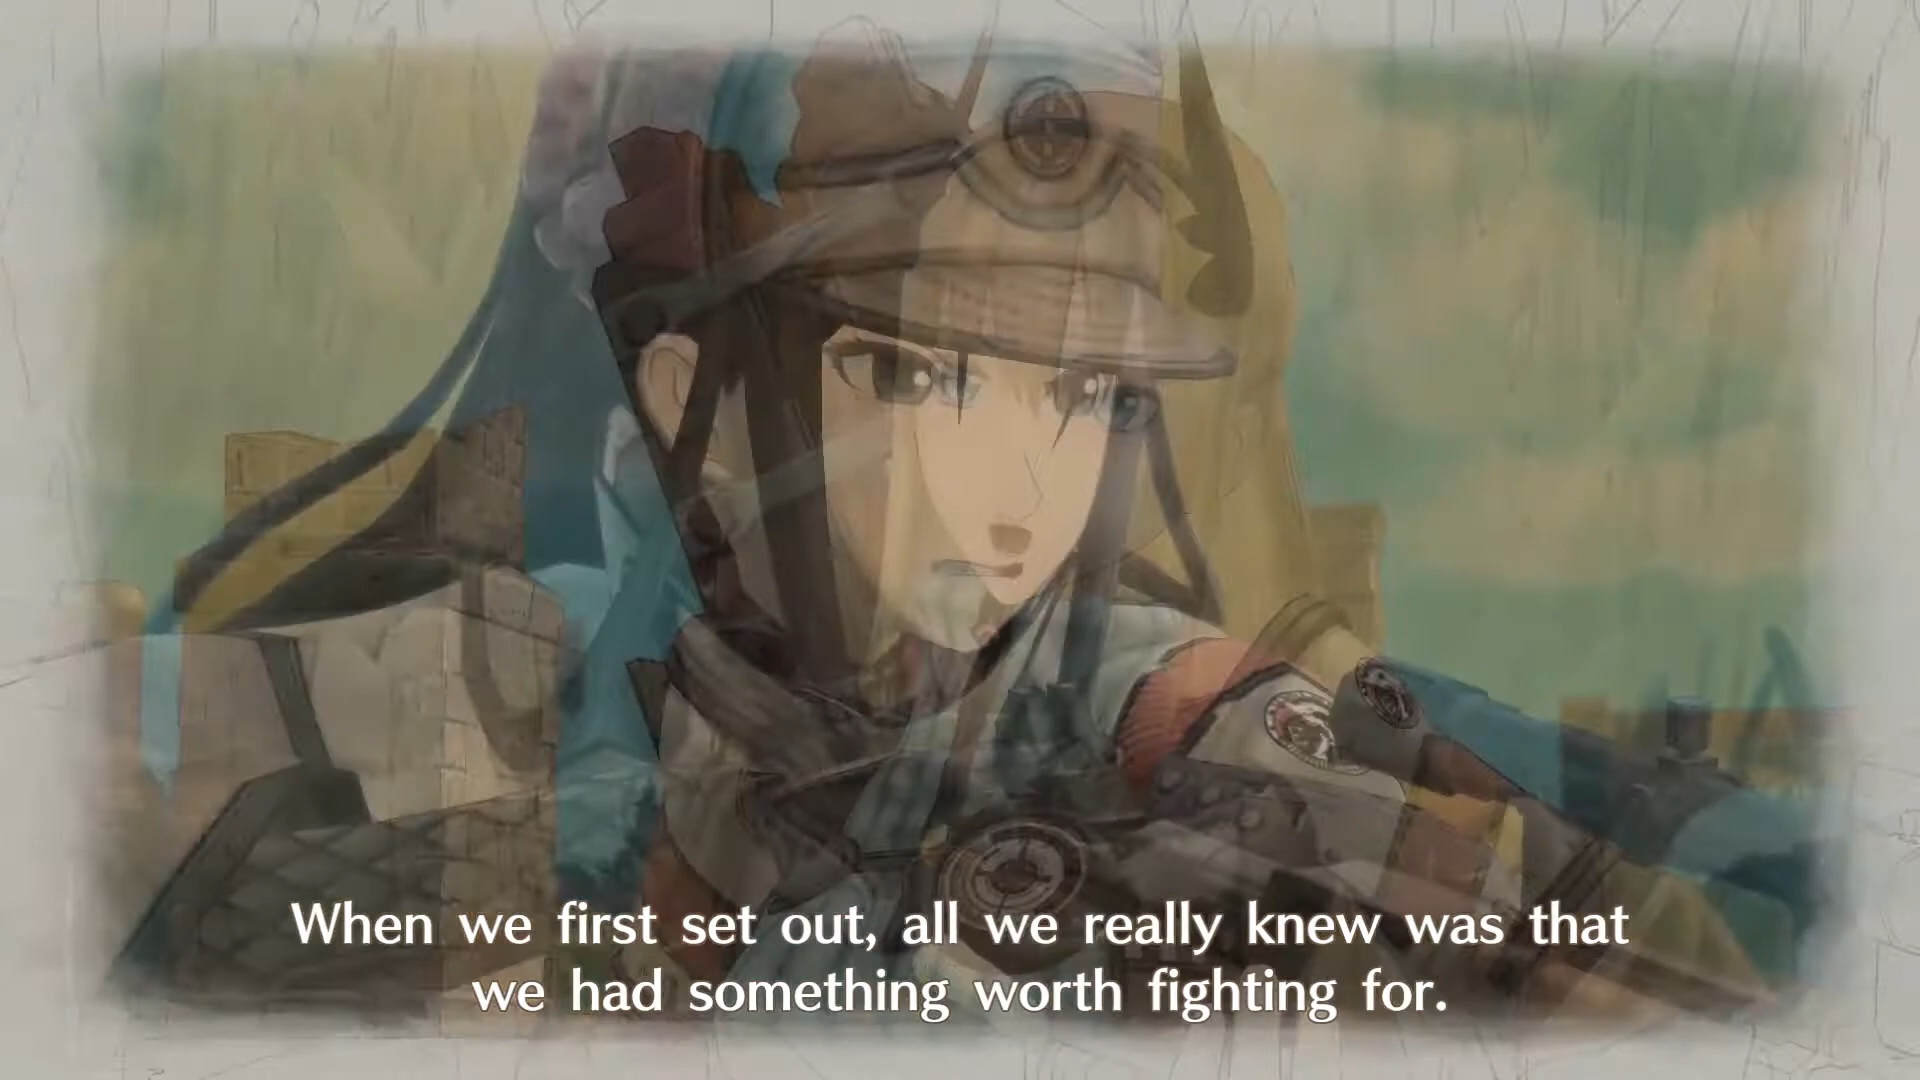 When we first set out, all we really knew was that
we had something worth fighting for.